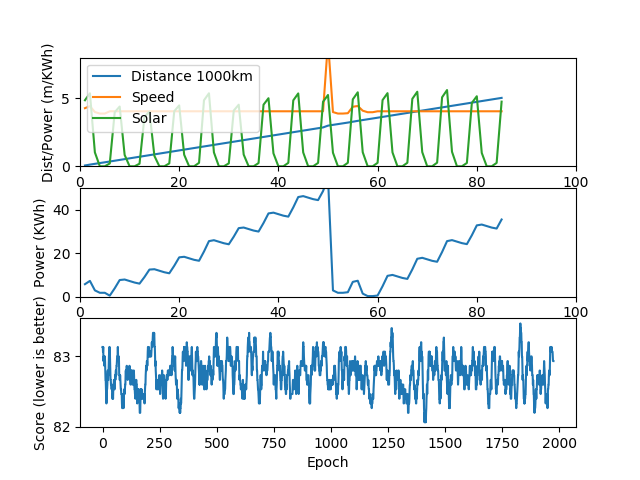 Dist/Power (m/KWh)
5
0
Distance 1000km
Speed
Solar
0 20 40 60 80 100
Power (KWh)
40
20
0
0 20 40 60 80 100
Score (lower is better)
83
82
0 250 500 750 1000 1250 1500 1750 2000
Epoch